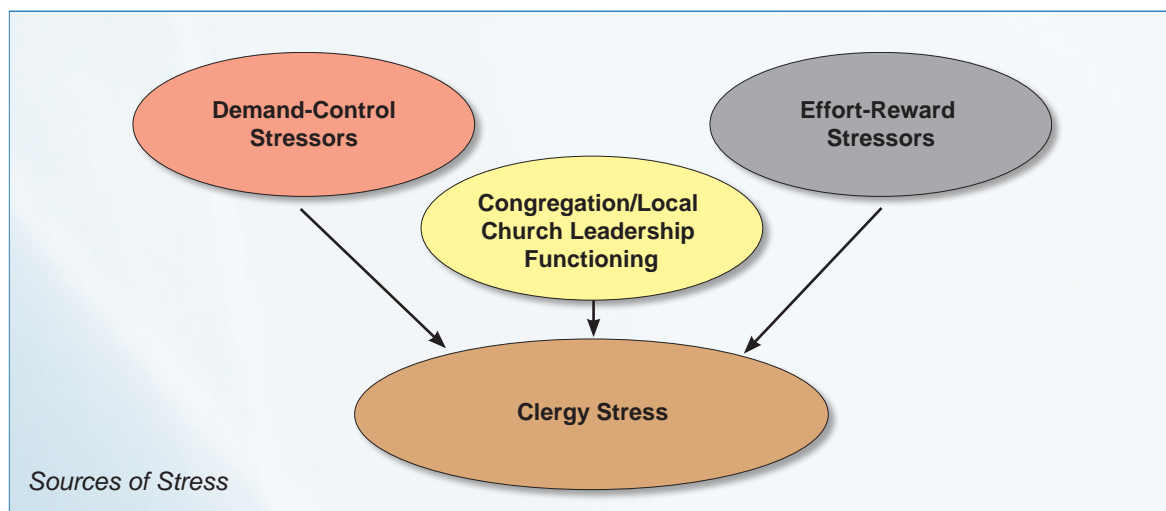 Demand-Control
Stressors
Effort-Reward
Stressors
Congregation/Local
Church Leadership
Functioning
Clergy Stress
Sources of Stress